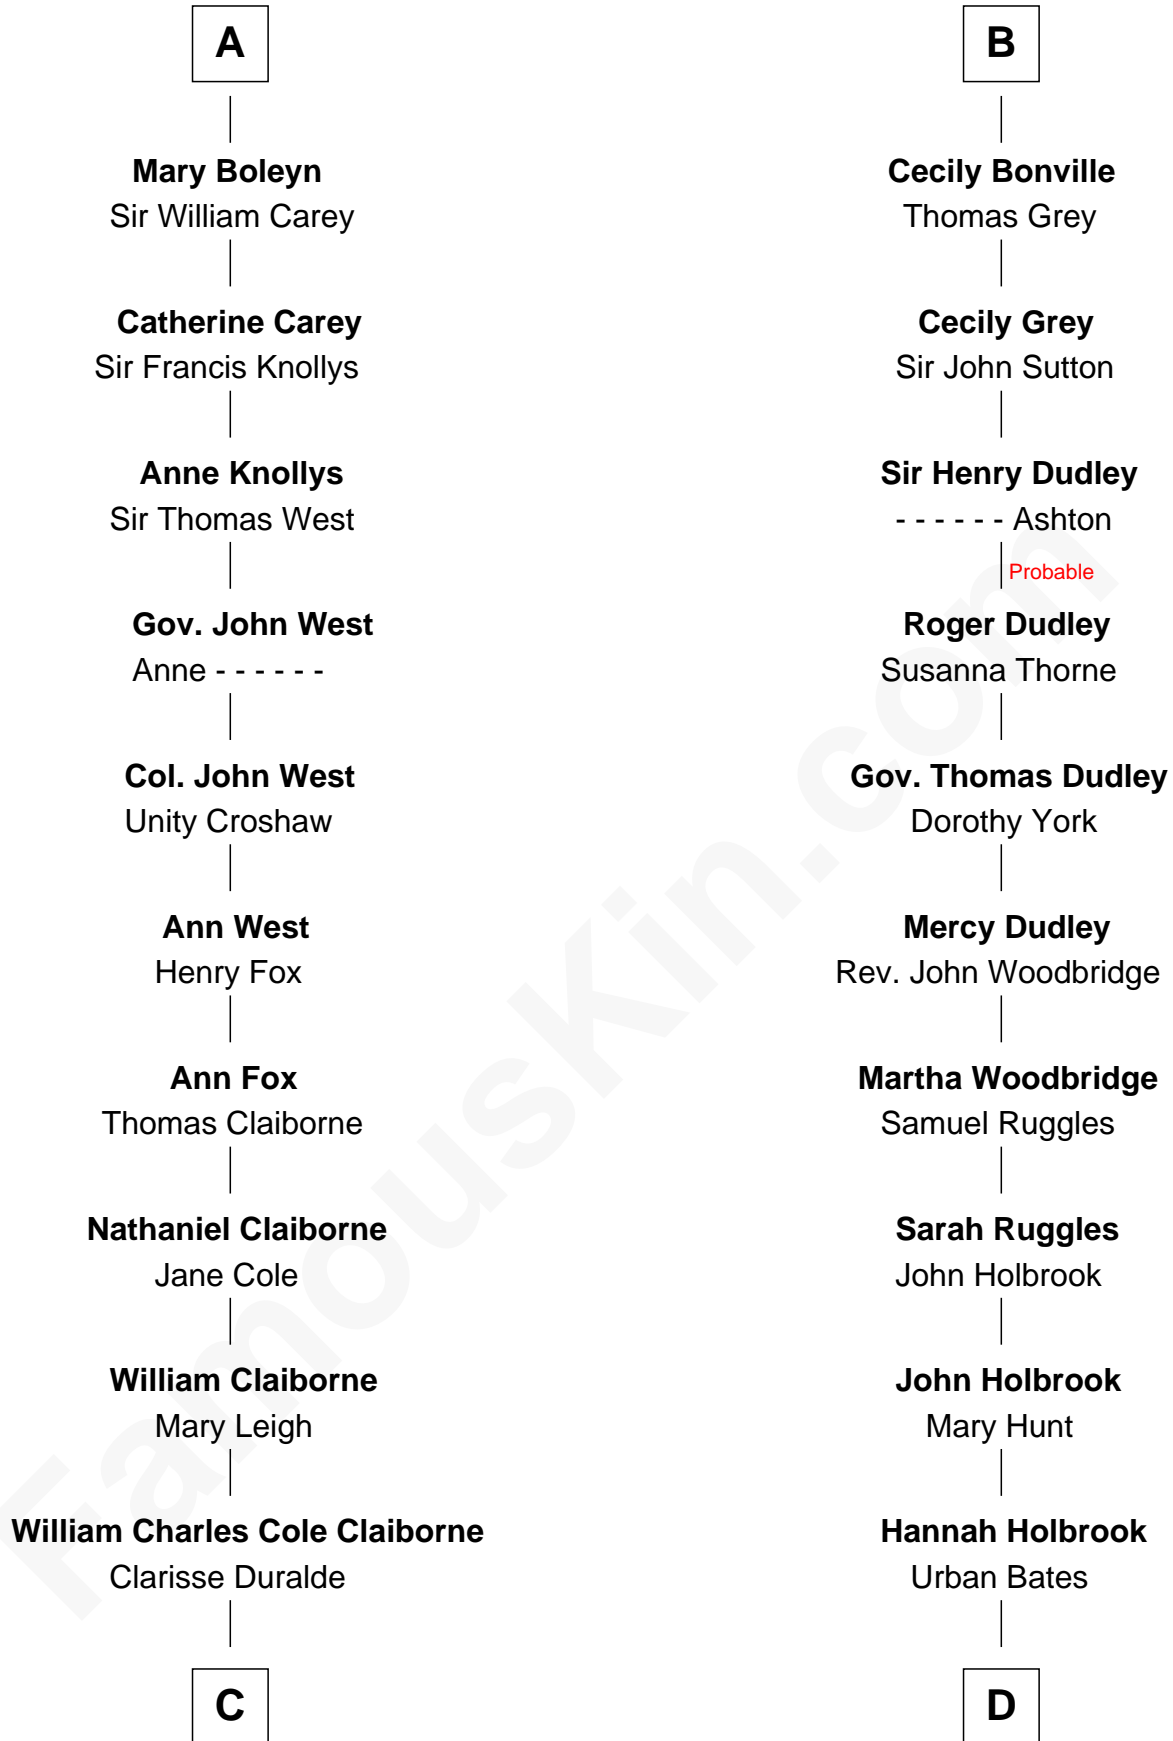 A
Mary Boleyn
Sir William Carey
Catherine Carey
Sir Francis Knollys
Anne Knollys
Sir Thomas West
Gov. John West
Anne - - - - - -
Col. John West
Unity Croshaw
Ann West
Henry Fox
Ann Fox
Thomas Claiborne
Nathaniel Claiborne
Jane Cole
William Claiborne
Mary Leigh
William Charles Cole Claiborne
Clarisse Duralde
C
B
Cecily Bonville
Thomas Grey
Cecily Grey
Sir John Sutton
Sir Henry Dudley
- - - - - - Ashton
Probable
Roger Dudley
Susanna Thorne
Gov. Thomas Dudley
Dorothy York
Mercy Dudley
Rev. John Woodbridge
Martha Woodbridge
Samuel Ruggles
Sarah Ruggles
John Holbrook
John Holbrook
Mary Hunt
Hannah Holbrook
Urban Bates
D
FamousKin.com